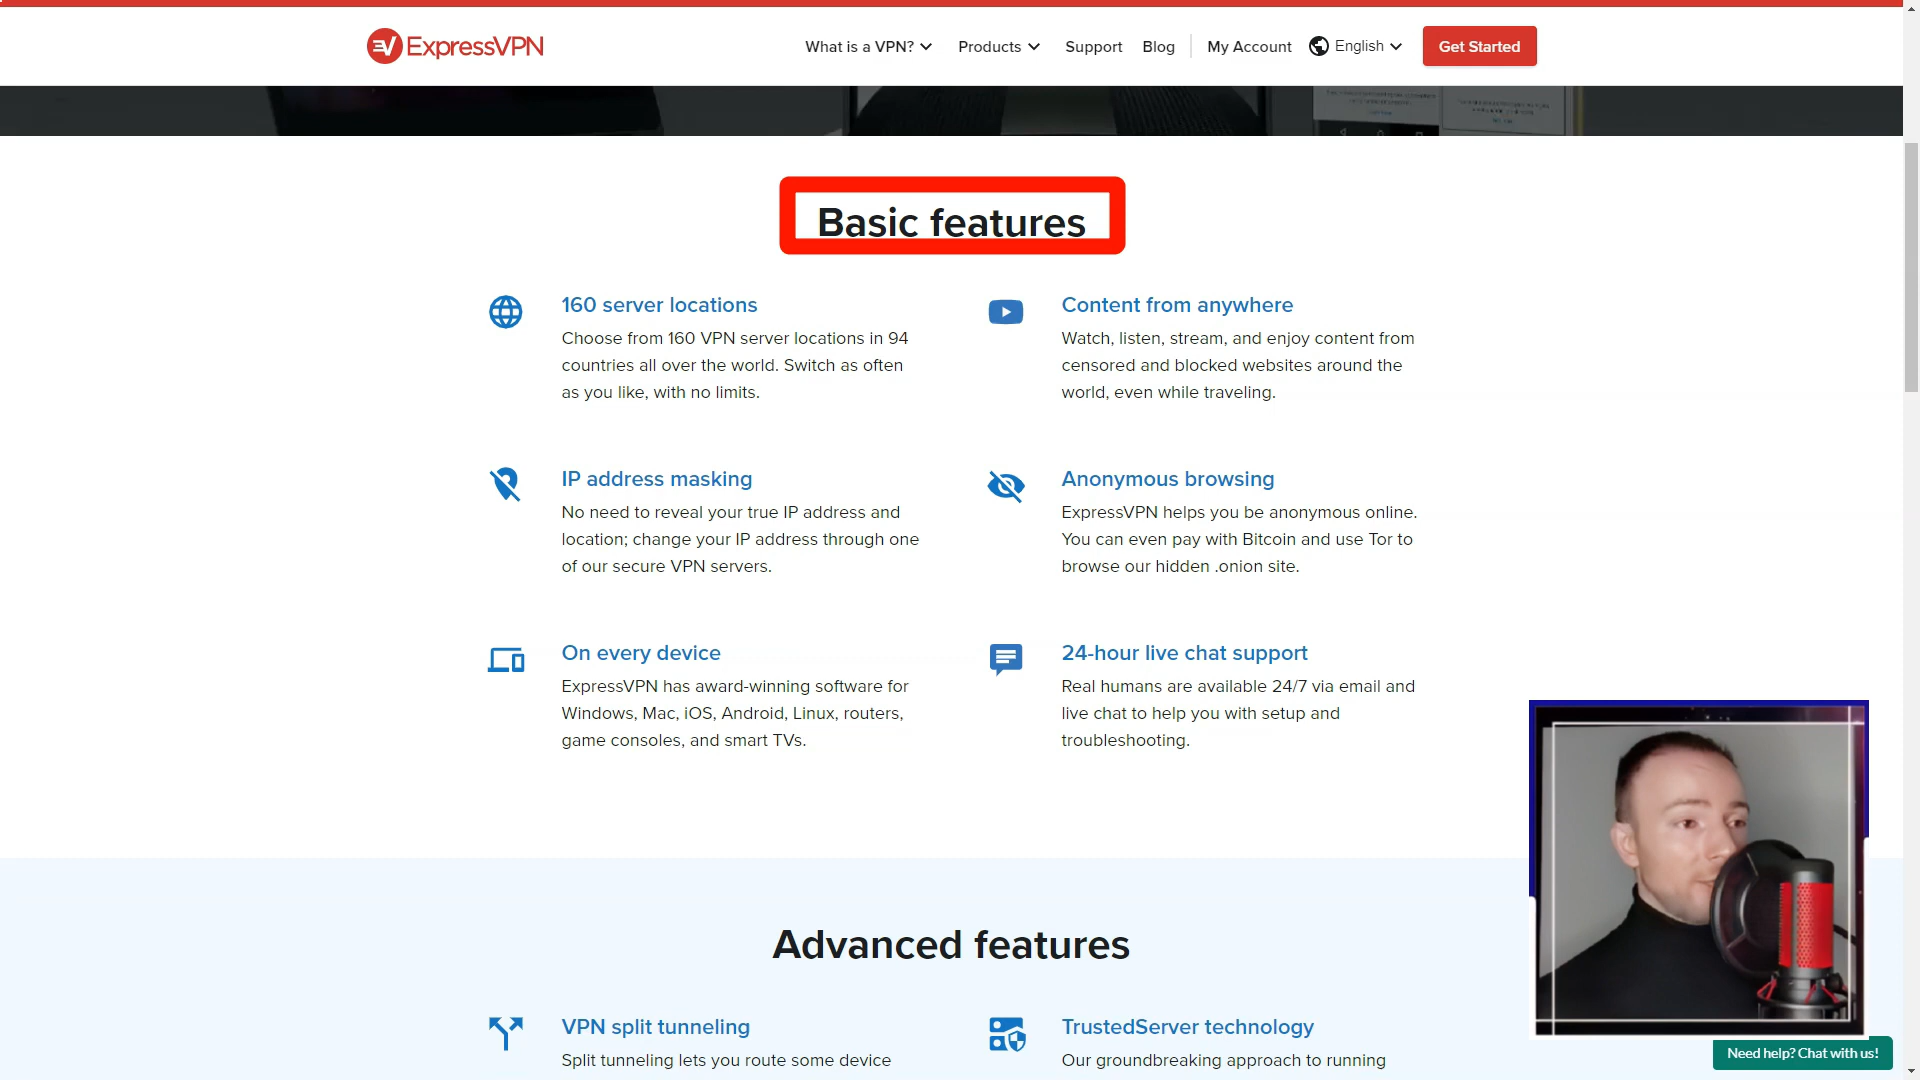 ExpressVPN
What is a VPN?
Products
Support
Blog
My Account
English
Get Started
Basic features
160 server locations
Choose from 160 VPN server locations in 94
countries all over the world. Switch as often
as you like, with no limits.
Content from anywhere
Watch, listen, stream, and enjoy content from
censored and blocked websites around the
world, even while traveling.
IP address masking
No need to reveal your true IP address and
location; change your IP address through one
of our secure VPN servers.
Anonymous browsing
ExpressVPN helps you be anonymous online.
You can even pay with Bitcoin and use Tor to
browse our hidden .onion site.
On every device
ExpressVPN has award-winning software for
Windows, Mac, iOS, Android, Linux, routers,
game consoles, and smart TVs.
24-hour live chat support
Real humans are available 24/7 via email and
live chat to help you with setup and
troubleshooting.
Advanced features
VPN split tunneling
Split tunneling lets you route some device
TrustedServer technology
Our groundbreaking approach to running
Need help? Chat with us!